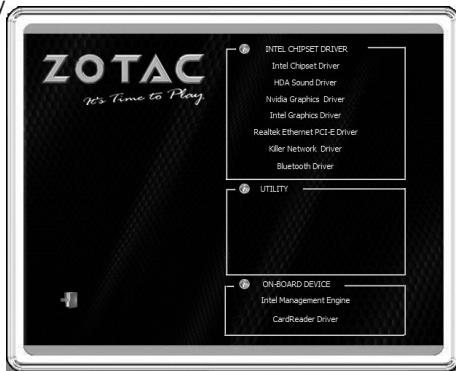 ZOTAC
It's Time to Play
INTEL CHIPSET DRIVER
Intel Chipset Driver
HDA Sound Driver
Nvidia Graphics Driver
Intel Graphics Driver
Realtek Ethernet PCI-E Driver
Killer Network Driver
Bluetooth Driver
UTILITY
ON-BOARD DEVICE
Intel Management Engine
CardReader Driver